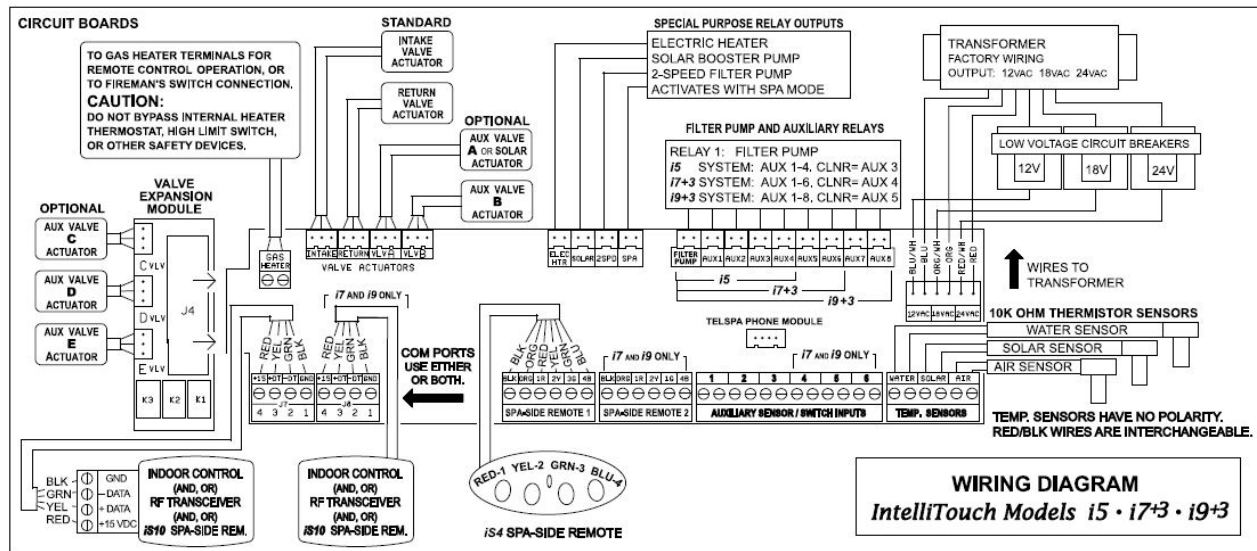 CIRCUIT BOARDS
TO GAS HEATER TERMINALS FOR
REMOTE CONTROL OPERATION, OR
TO FIREMAN'S SWITCH CONNECTION.
CAUTION:
DO NOT BYPASS INTERNAL HEATER
THERMOSTAT, HIGH LIMIT SWITCH,
OR OTHER SAFETY DEVICES.
STANDARD
INTAKE
VALVE
ACTUATOR
RETURN
VALVE
ACTUATOR
OPTIONAL
AUX VALVE
A OR SOLAR
ACTUATOR
AUX VALVE
B
ACTUATOR
SPECIAL PURPOSE RELAY OUTPUTS
ELECTRIC HEATER
SOLAR BOOSTER PUMP
2-SPEED FILTER PUMP
ACTIVATES WITH SPA MODE
FILTER PUMP AND AUXILIARY RELAYS
RELAY 1: FILTER PUMP
i5 SYSTEM: AUX 1-4, CLNR= AUX 3
i7+3 SYSTEM: AUX 1-6, CLNR= AUX 4
i9+3 SYSTEM: AUX 1-8, CLNR= AUX 5
TRANSFORMER
FACTORY WIRING
OUTPUT: 12VAC 18VAC 24VAC
LOW VOLTAGE CIRCUIT BREAKERS
12V 18V 24V
VALVE
EXPANSION
MODULE
OPTIONAL
AUX VALVE
C
ACTUATOR
AUX VALVE
D
ACTUATOR
AUX VALVE
E
ACTUATOR
C VLV
D VLV
E VLV
J4
K3 K2 K1
GAS
HEATER
INTAKE RETURN VLVA VLVB
VALVE ACTUATORS
ELEC
HTR SOLAR 2SPD SPA
FILTER
PUMP AUX1 AUX2 AUX3 AUX4 AUX5 AUX6 AUX7 AUX8
i5
i7+3
i9+3
BLU/WH BLU ORG/WH ORG RED/WH RED
12VAC 18VAC 24VAC
WIRES TO
TRANSFORMER
10K OHM THERMISTOR SENSORS
WATER SENSOR
SOLAR SENSOR
AIR SENSOR
TEMP. SENSORS HAVE NO POLARITY.
RED/BLK WIRES ARE INTERCHANGEABLE.
i7 AND i9 ONLY
RED YEL GRN BLK
RED YEL GRN BLK
+15 +DT -DT GND
J7
4 3 2 1
+15 +DT -DT GND
J8
4 3 2 1
COM PORTS
USE EITHER
OR BOTH.
BLK ORG RED YEL GRN BLU
BLK ORG 1R 2Y 3G 4B
SPA-SIDE REMOTE 1
i7 AND i9 ONLY
BLK ORG 1R 2Y 1G 4B
SPA-SIDE REMOTE 2
TELSPA PHONE MODULE
i7 AND i9 ONLY
1 2 3 4 5 6
AUXILIARY SENSOR / SWITCH INPUTS
WATER SOLAR AIR
TEMP. SENSORS
BLK GND
GRN - DATA
YEL + DATA
RED +15 VDC
INDOOR CONTROL
(AND, OR)
RF TRANSCEIVER
(AND, OR)
iS10 SPA-SIDE REM.
INDOOR CONTROL
(AND, OR)
RF TRANSCEIVER
(AND, OR)
iS10 SPA-SIDE REM.
RED-1 YEL-2 GRN-3 BLU-4
iS4 SPA-SIDE REMOTE
WIRING DIAGRAM
IntelliTouch Models i5 • i7+3 • i9+3